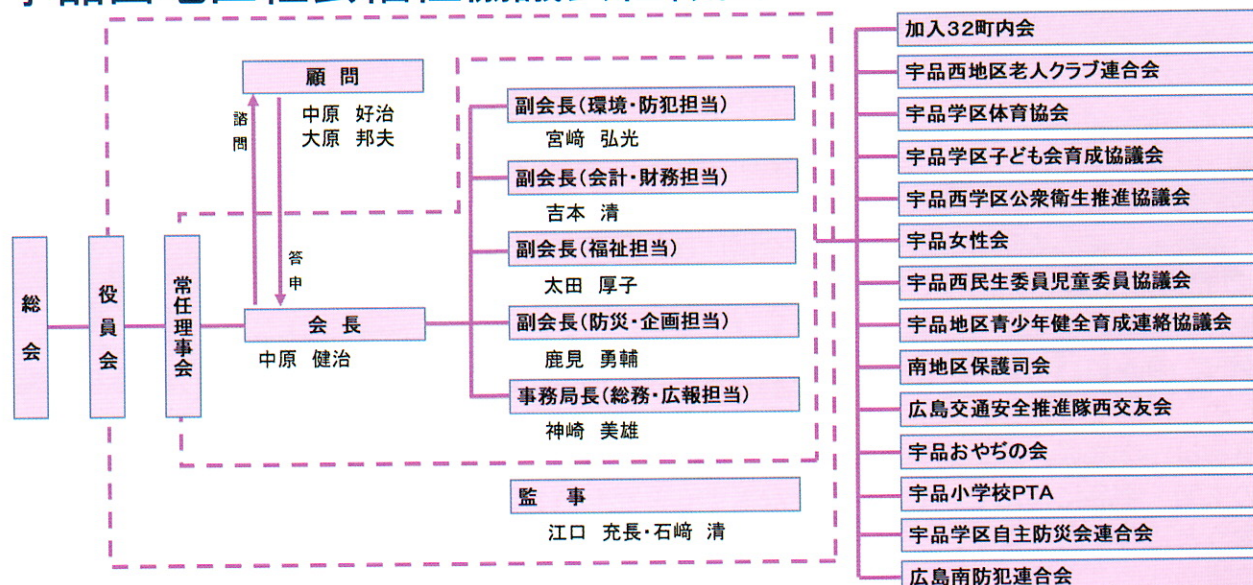 総会
役員会
常任理事会
顧問
中原 好治
大原 邦夫
諮問
答申
会長
中原 健治
副会長(環境・防犯担当)
宮﨑 弘光
副会長(会計・財務担当)
吉本 清
副会長(福祉担当)
太田 厚子
副会長(防災・企画担当)
鹿見 勇輔
事務局長(総務・広報担当)
神崎 美雄
監事
江口 充長・石﨑 清
加入32町内会
宇品西地区老人クラブ連合会
宇品学区体育協会
宇品学区子ども会育成協議会
宇品西学区公衆衛生推進協議会
宇品女性会
宇品西民生委員児童委員協議会
宇品地区青少年健全育成連絡協議会
南地区保護司会
広島交通安全推進隊西交友会
宇品おやぢの会
宇品小学校PTA
宇品学区自主防災会連合会
広島南防犯連合会